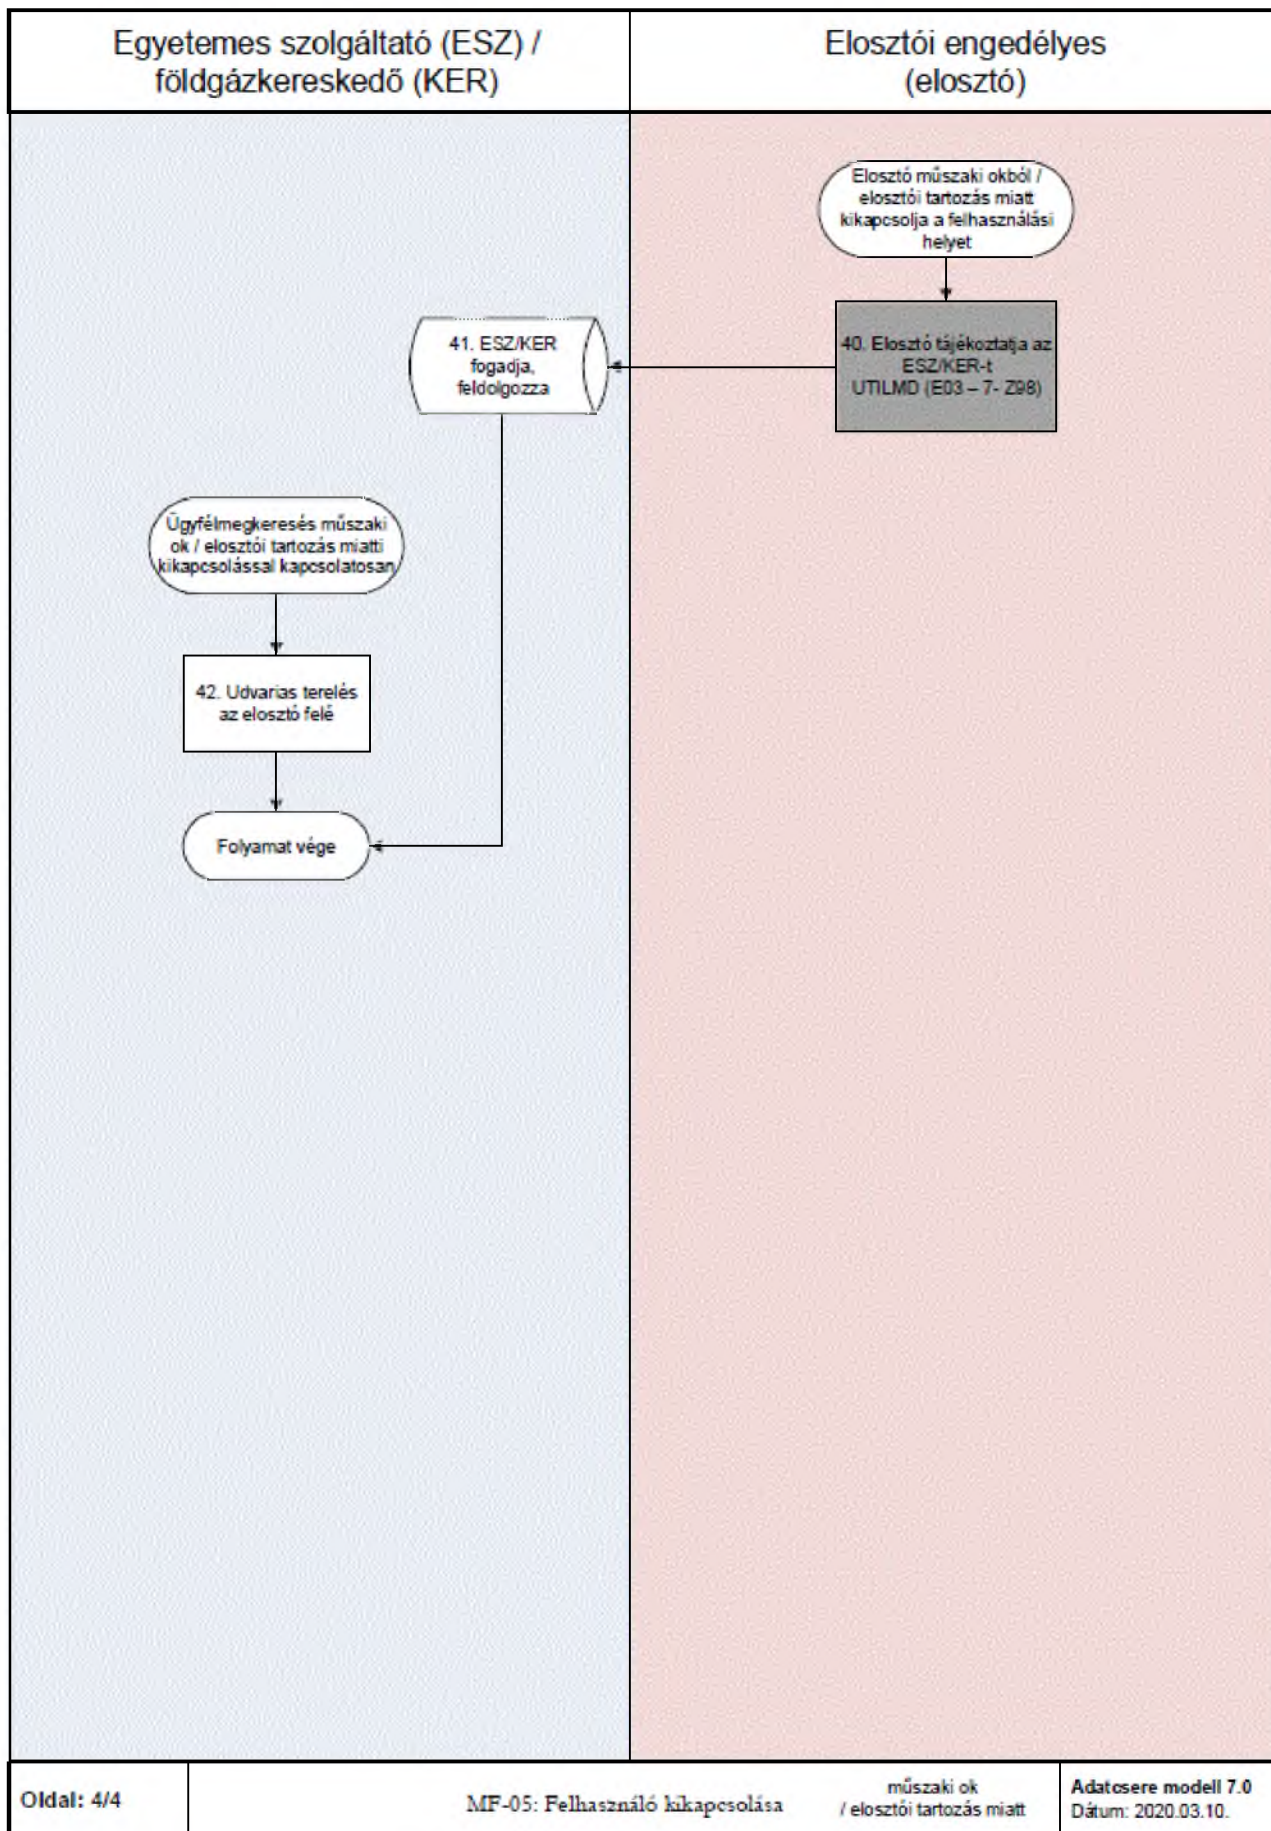 Egyetemes szolgáltató (ESZ) /
földgázkereskedő (KER)
Elosztói engedélyes
(elosztó)
Elosztó műszaki okból /
elosztói tartozás miatt
kikapcsolja a felhasználási
helyet
40. Elosztó tájékoztatja az
ESZ/KER-t
UTILMD (E03 – 7- Z98)
41. ESZ/KER
fogadja,
feldolgozza
Ügyfélmegkeresés műszaki
ok / elosztói tartozás miatti
kikapcsolással kapcsolatosan
42. Udvarias terelés
az elosztó felé
Folyamat vége
Oldal: 4/4
MF-05: Felhasználó kikapcsolása
műszaki ok
/ elosztói tartozás miatt
Adatcsere modell 7.0
Dátum: 2020.03.10.